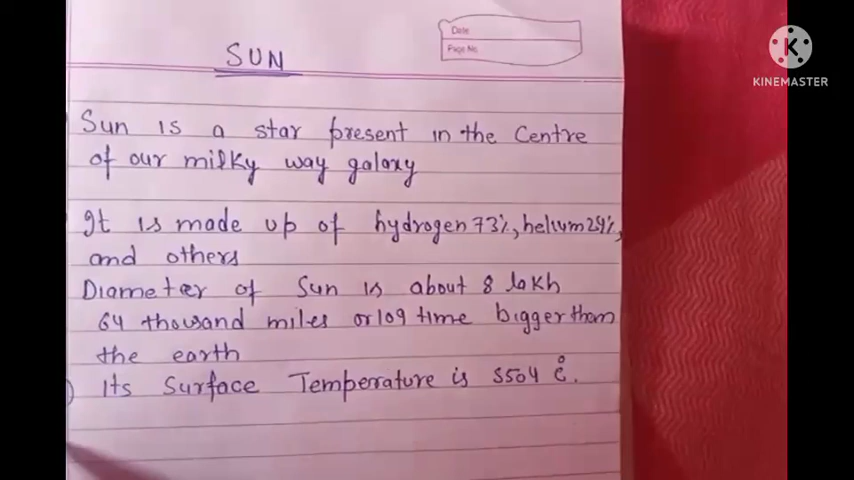 SUN
Date
Page No
KINEMASTER
Sun is a star present in the Centre
of our milky way galaxy
It is made up of hydrogen 73%, helium 24%,
and others
Diameter of Sun is about 8 lakh
64 thousand miles or 109 time bigger than
the earth
Its Surface Temperature is 5504 °C.